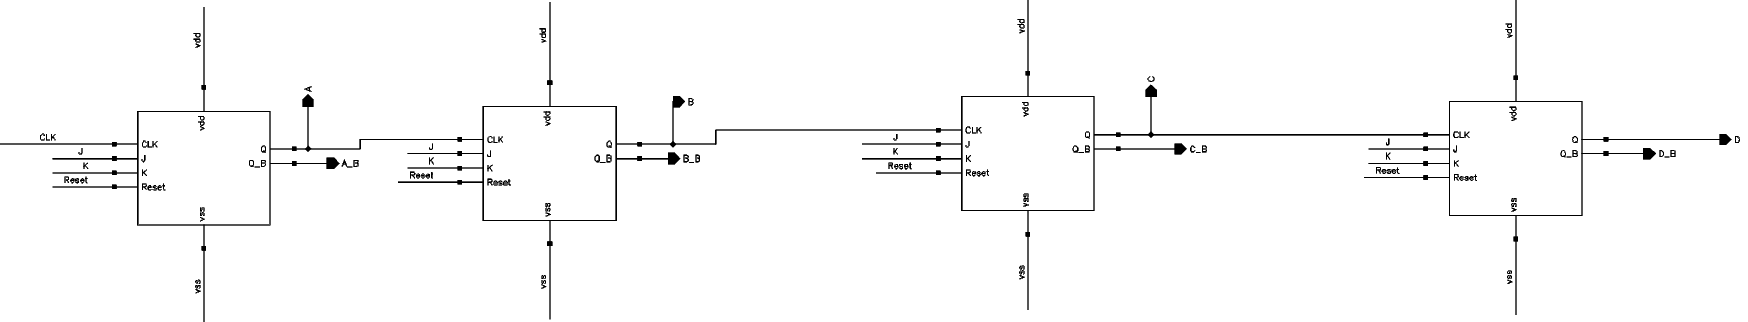 vdd
vdd
CLK
J
K
Reset
CLK
J
K
Reset
Q
Q_B
vss
vss
A
A_B
vdd
vdd
J
K
Reset
CLK
J
K
Reset
Q
Q_B
vss
vss
B
B_B
vdd
vdd
J
K
Reset
CLK
J
K
Reset
Q
Q_B
vss
vss
C
C_B
vdd
vdd
J
K
Reset
CLK
J
K
Reset
Q
Q_B
vss
vss
D
D_B